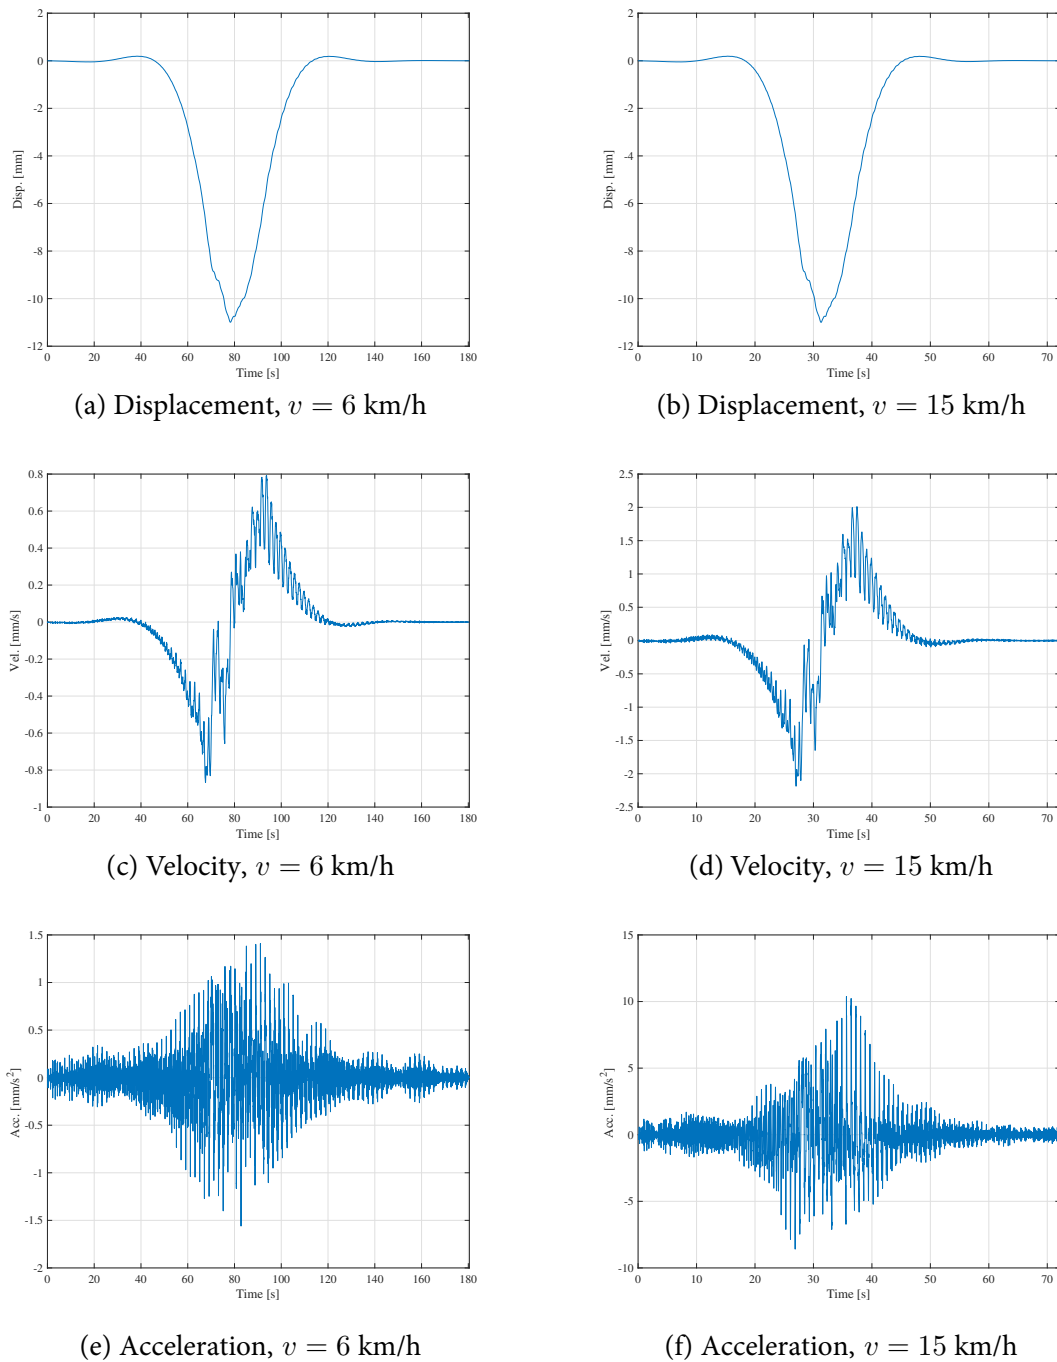 2
0
-2
-4
-6
-8
-10
-12
Disp. [mm]
0 20 40 60 80 100 120 140 160 180
Time [s]
(a) Displacement, v = 6 km/h
2
0
-2
-4
-6
-8
-10
-12
Disp. [mm]
0 10 20 30 40 50 60 70
Time [s]
(b) Displacement, v = 15 km/h
0.8
0.6
0.4
0.2
0
-0.2
-0.4
-0.6
-0.8
-1
Vel. [mm/s]
0 20 40 60 80 100 120 140 160 180
Time [s]
(c) Velocity, v = 6 km/h
2.5
2
1.5
1
0.5
0
-0.5
-1
-1.5
-2
-2.5
Vel. [mm/s]
0 10 20 30 40 50 60 70
Time [s]
(d) Velocity, v = 15 km/h
1.5
1
0.5
0
-0.5
-1
-1.5
-2
Acc. [mm/s²]
0 20 40 60 80 100 120 140 160 180
Time [s]
(e) Acceleration, v = 6 km/h
15
10
5
0
-5
-10
Acc. [mm/s²]
0 10 20 30 40 50 60 70
Time [s]
(f) Acceleration, v = 15 km/h